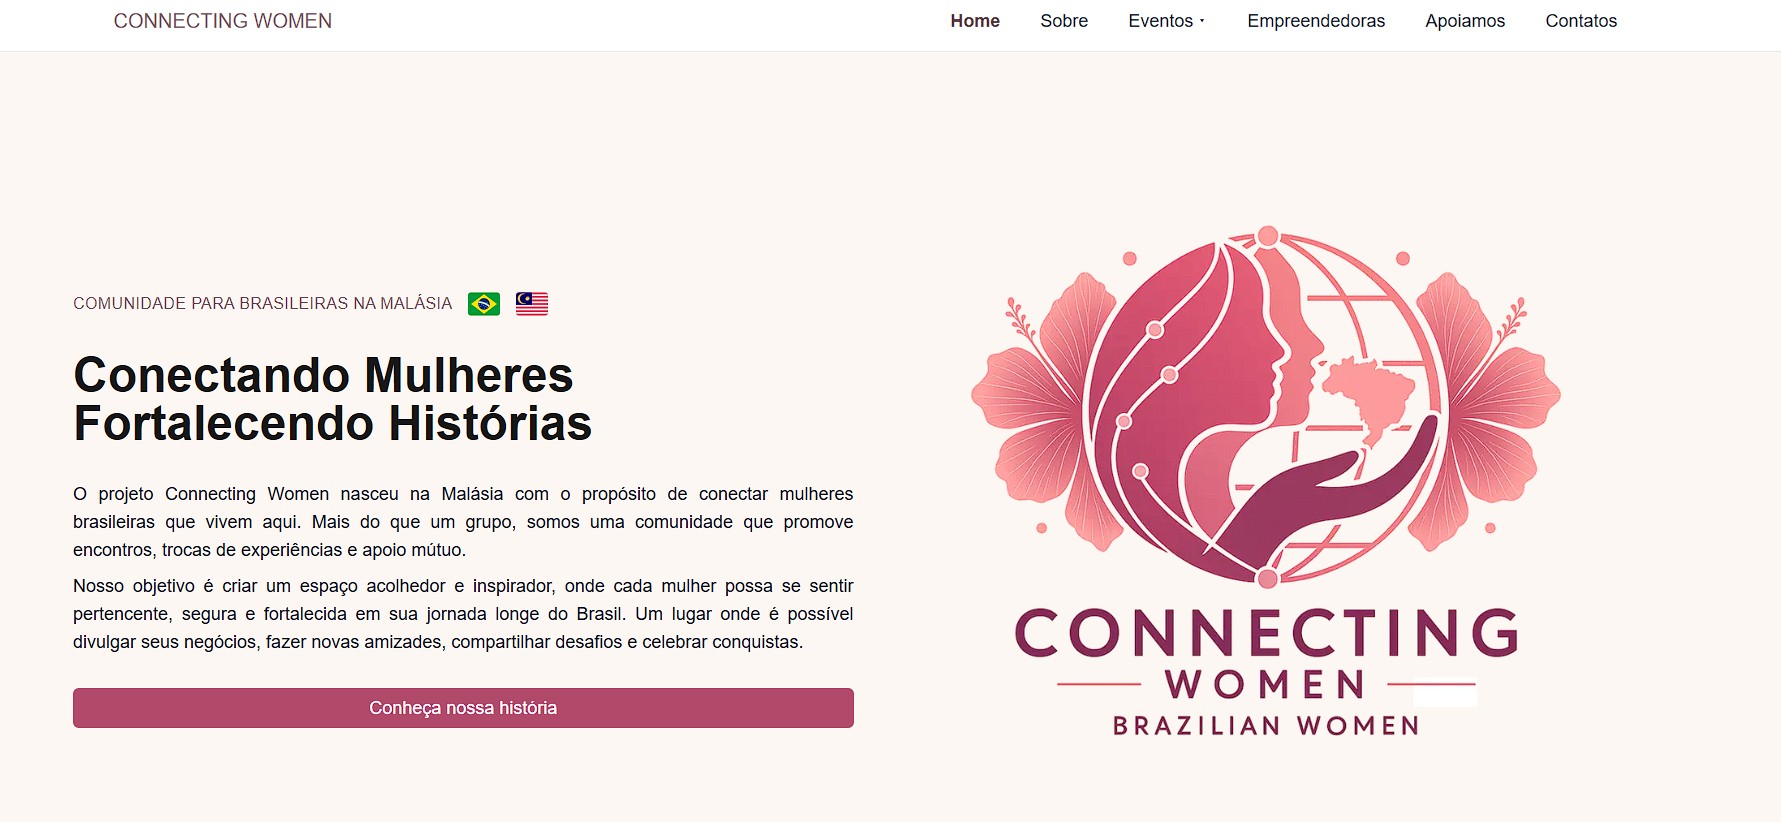 CONNECTING WOMEN
Home Sobre Eventos Empreendedoras Apoiamos Contatos
COMUNIDADE PARA BRASILEIRAS NA MALÁSIA
Conectando Mulheres
Fortalecendo Histórias
O projeto Connecting Women nasceu na Malásia com o propósito de conectar mulheres
brasileiras que vivem aqui. Mais do que um grupo, somos uma comunidade que promove
encontros, trocas de experiências e apoio mútuo.
Nosso objetivo é criar um espaço acolhedor e inspirador, onde cada mulher possa se sentir
pertencente, segura e fortalecida em sua jornada longe do Brasil. Um lugar onde é possível
divulgar seus negócios, fazer novas amizades, compartilhar desafios e celebrar conquistas.
Conheça nossa história
CONNECTING
WOMEN
BRAZILIAN WOMEN